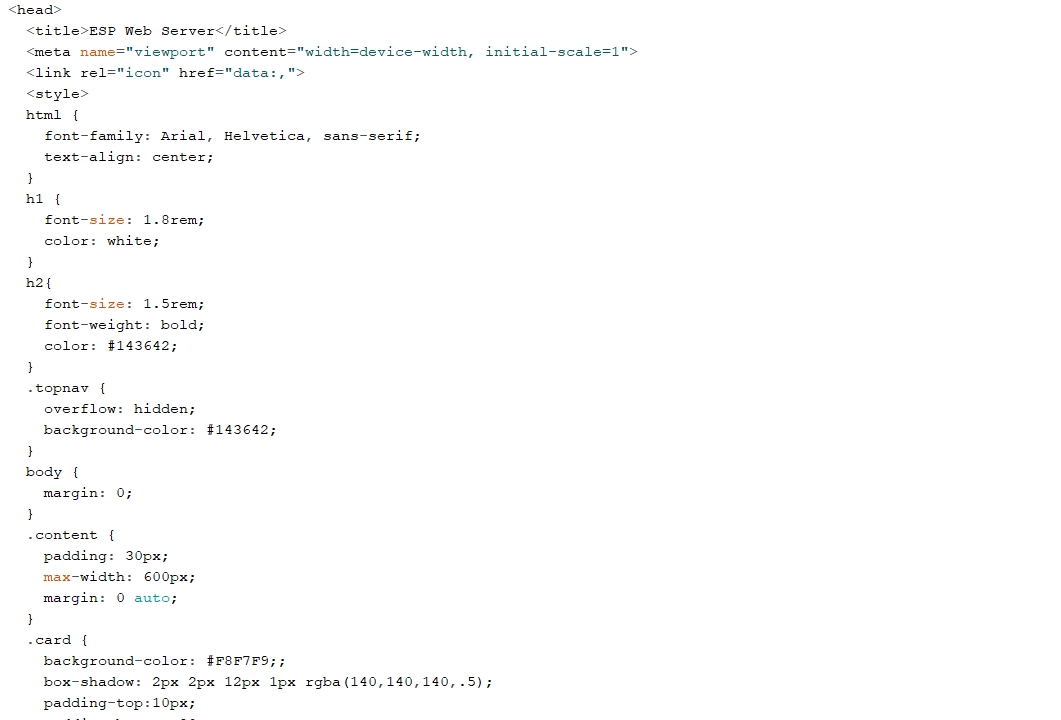 <head>
<title>ESP Web Server</title>
<meta name="viewport" content="width=device-width, initial-scale=1">
<link rel="icon" href="data:,">
<style>
html {
font-family: Arial, Helvetica, sans-serif;
text-align: center;
}
h1 {
font-size: 1.8rem;
color: white;
}
h2{
font-size: 1.5rem;
font-weight: bold;
color: #143642;
}
.topnav {
overflow: hidden;
background-color: #143642;
}
body {
margin: 0;
}
.content {
padding: 30px;
max-width: 600px;
margin: 0 auto;
}
.card {
background-color: #F8F7F9;;
box-shadow: 2px 2px 12px 1px rgba(140,140,140,.5);
padding-top:10px;